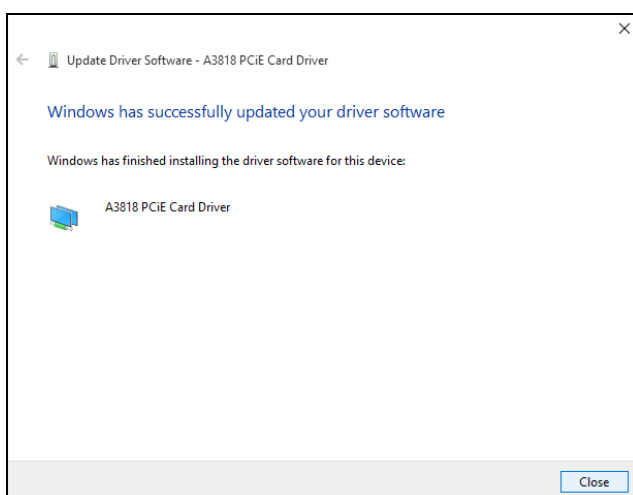 Update Driver Software - A3818 PCiE Card Driver
Windows has successfully updated your driver software
Windows has finished installing the driver software for this device:
A3818 PCiE Card Driver
Close